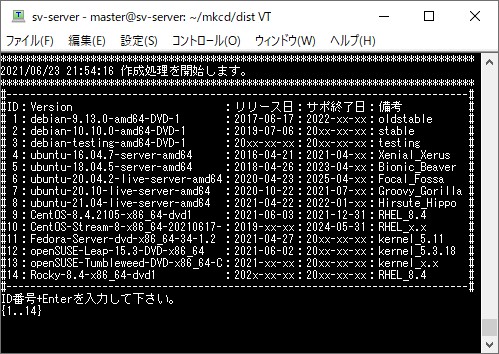 sv-server - master@sv-server: ~/mkcd/dist VT
ファイル(F) 編集(E) 設定(S) コントロール(O) ウィンドウ(W) ヘルプ(H)
********************************************************************************
2021/06/23 21:54:16 作成処理を開始します。
********************************************************************************
#------------------------------------------------------------------------------#
#ID：Version ：リリース日：サポ終了日：備考 #
# 1：debian-9.13.0-amd64-DVD-1 ：2017-06-17：2022-xx-xx：oldstable #
# 2：debian-10.10.0-amd64-DVD-1 ：2019-07-06：20xx-xx-xx：stable #
# 3：debian-testing-amd64-DVD-1 ：20xx-xx-xx：20xx-xx-xx：testing #
# 4：ubuntu-16.04.7-server-amd64 ：2016-04-21：2021-04-xx：Xenial_Xerus #
# 5：ubuntu-18.04.5-server-amd64 ：2018-04-26：2023-04-xx：Bionic_Beaver #
# 6：ubuntu-20.04.2-live-server-amd64 ：2020-04-23：2025-04-xx：Focal_Fossa #
# 7：ubuntu-20.10-live-server-amd64 ：2020-10-22：2021-07-xx：Groovy_Gorilla#
# 8：ubuntu-21.04-live-server-amd64 ：2021-04-22：2022-01-xx：Hirsute_Hippo #
# 9：CentOS-8.4.2105-x86_64-dvd1 ：2021-06-03：2021-12-31：RHEL_8.4 #
#10：CentOS-Stream-8-x86_64-20210617-：2019-xx-xx：2024-05-31：RHEL_x.x #
#11：Fedora-Server-dvd-x86_64-34-1.2 ：2021-04-27：20xx-xx-xx：kernel_5.11 #
#12：openSUSE-Leap-15.3-DVD-x86_64 ：2021-06-02：20xx-xx-xx：kernel_5.3.18 #
#13：openSUSE-Tumbleweed-DVD-x86_64-C：2021-xx-xx：20xx-xx-xx：kernel_x.x #
#14：Rocky-8.4-x86_64-dvd1 ：202x-xx-xx：20xx-xx-xx：RHEL_8.4 #
#------------------------------------------------------------------------------#
ID番号+Enterを入力して下さい。
{1..14}